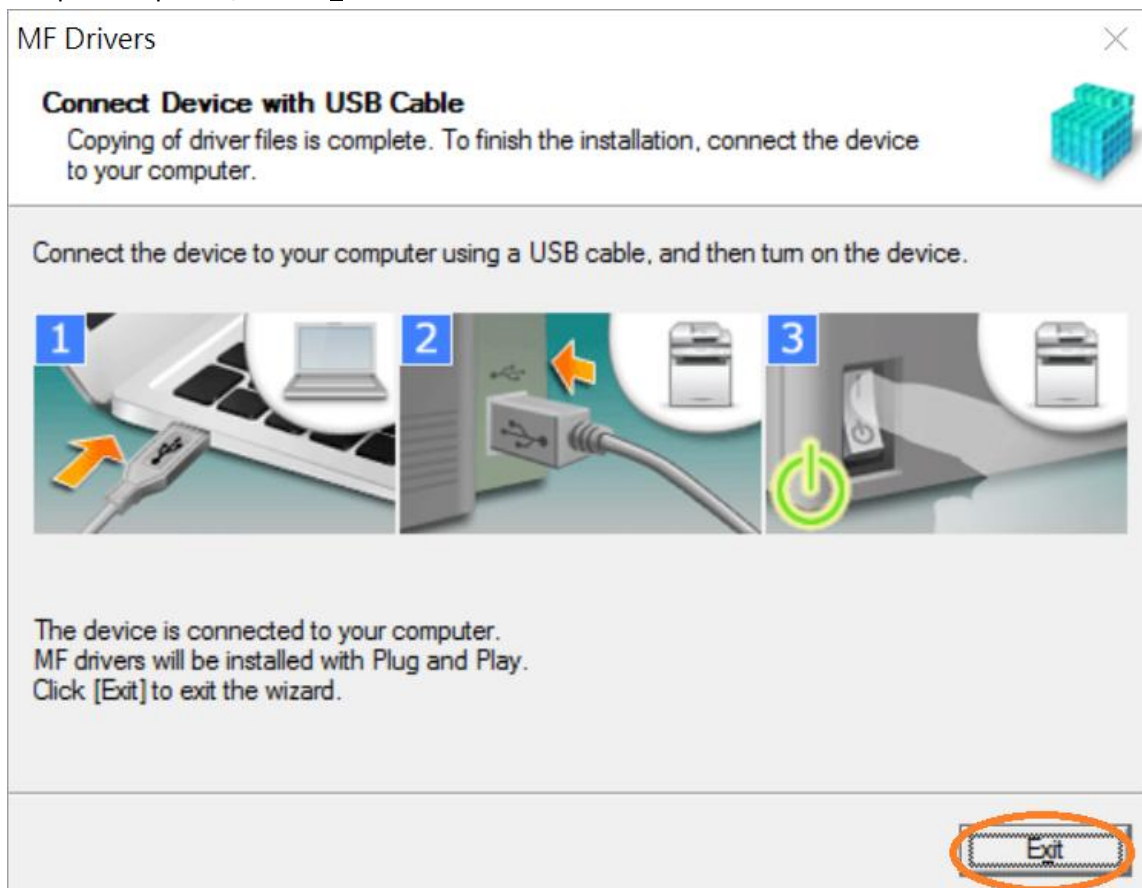 MF Drivers
Connect Device with USB Cable
Copying of driver files is complete. To finish the installation, connect the device
to your computer.
Connect the device to your computer using a USB cable, and then turn on the device.
1 2 3
The device is connected to your computer.
MF drivers will be installed with Plug and Play.
Click [Exit] to exit the wizard.
Exit